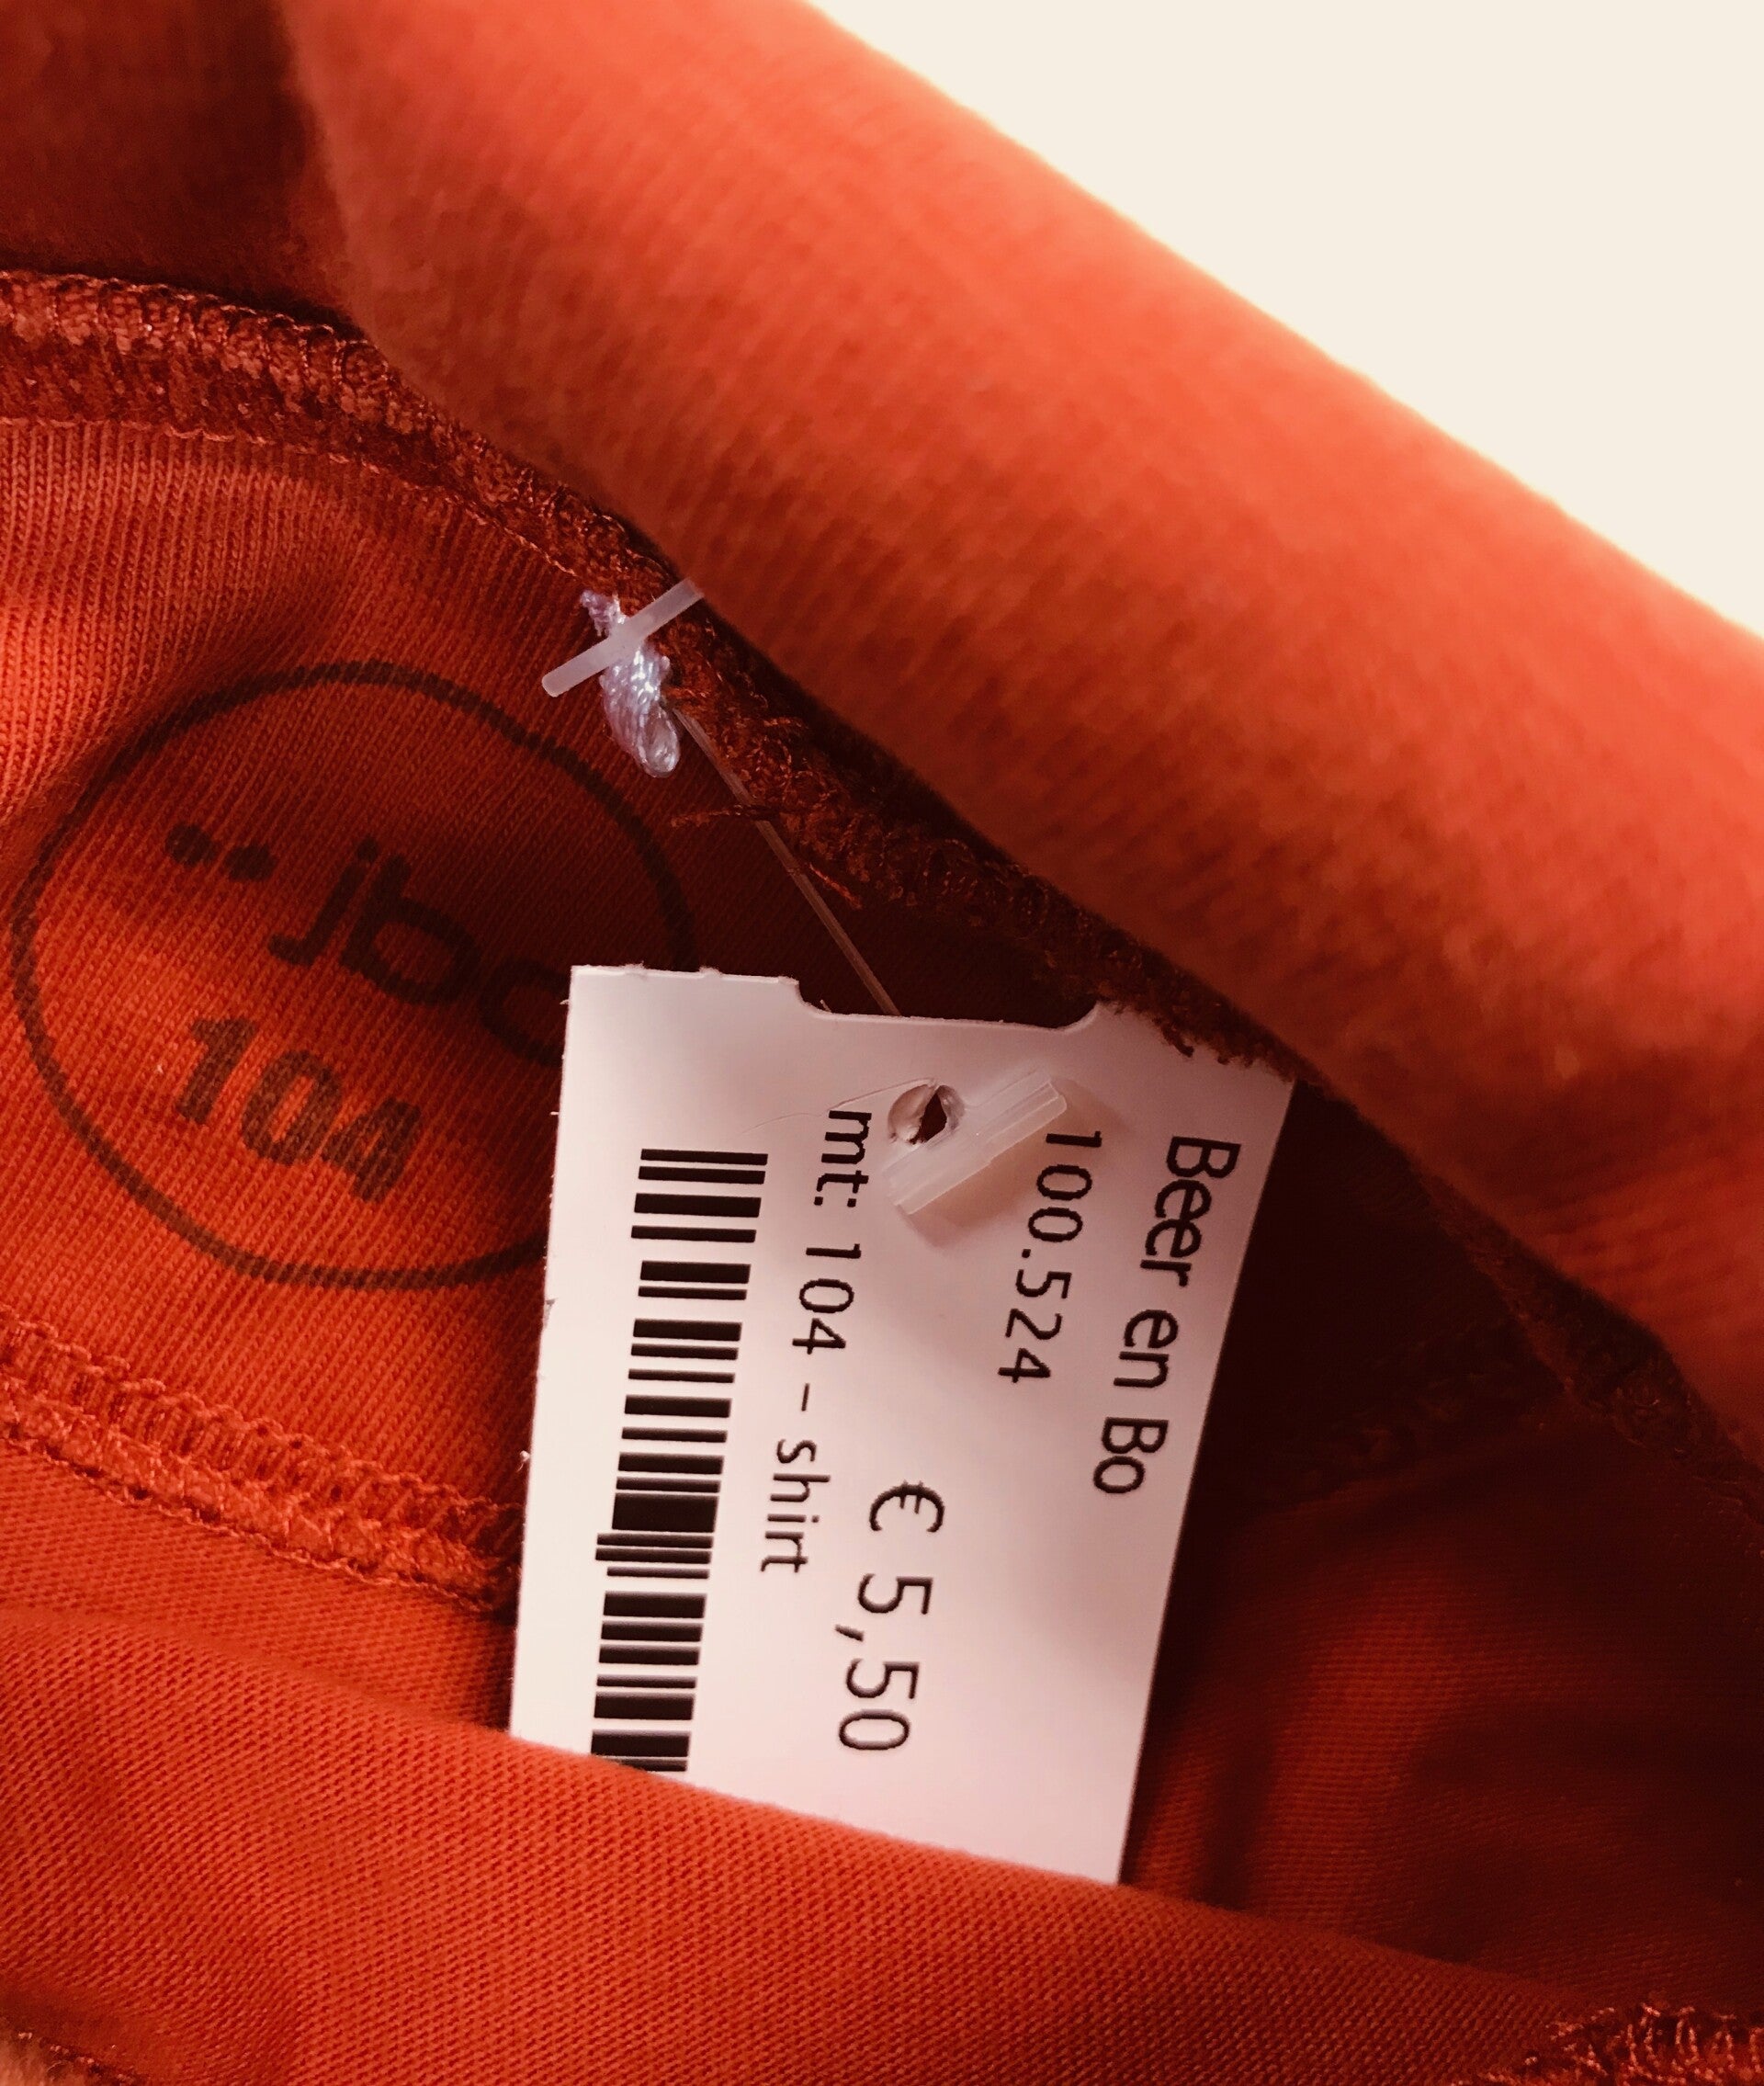 Beer en Bo
100.524
€ 5,50
mt: 104 - shirt
jbc
104